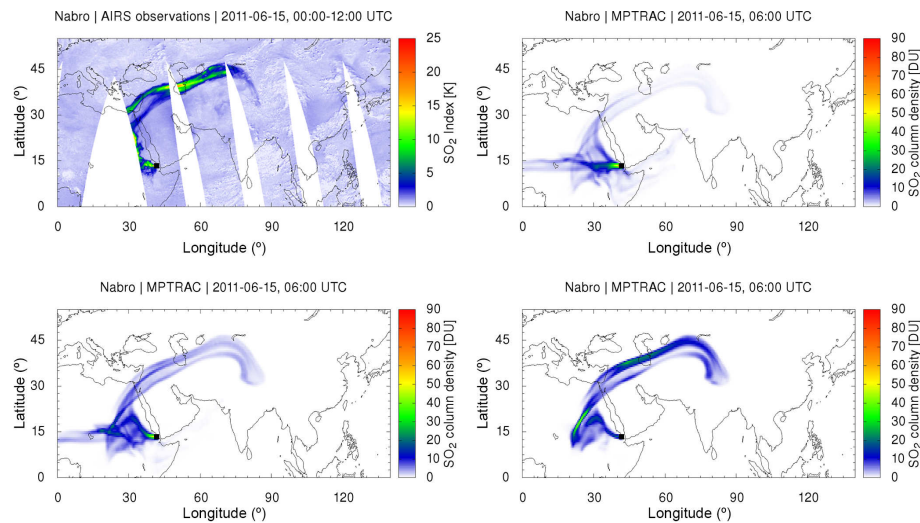 Nabro | AIRS observations | 2011-06-15, 00:00-12:00 UTC
45
30
15
0
Latitude (º)
0 30 60 90 120
Longitude (º)
25
20
15
10
5
0
SO2 Index [K]
Nabro | MPTRAC | 2011-06-15, 06:00 UTC
45
30
15
0
Latitude (º)
0 30 60 90 120
Longitude (º)
90
80
70
60
50
40
30
20
10
0
SO2 column density [DU]
Nabro | MPTRAC | 2011-06-15, 06:00 UTC
45
30
15
0
Latitude (º)
0 30 60 90 120
Longitude (º)
90
80
70
60
50
40
30
20
10
0
SO2 column density [DU]
Nabro | MPTRAC | 2011-06-15, 06:00 UTC
45
30
15
0
Latitude (º)
0 30 60 90 120
Longitude (º)
90
80
70
60
50
40
30
20
10
0
SO2 column density [DU]